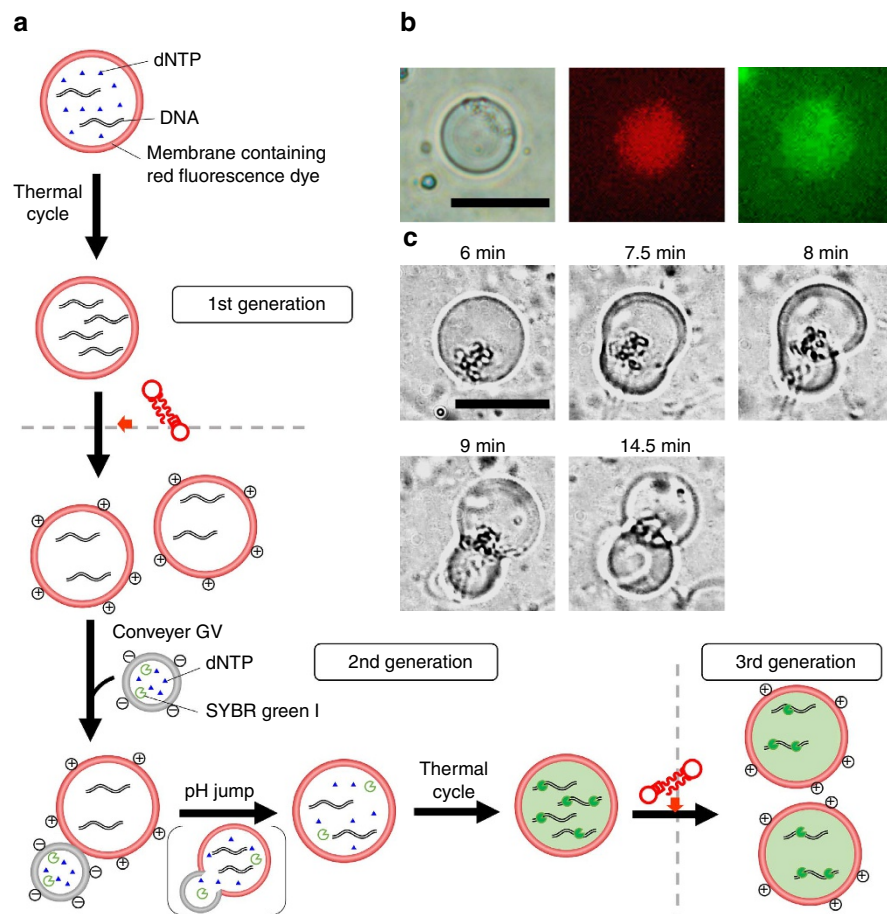 a
dNTP
DNA
Membrane containing
red fluorescence dye
Thermal
cycle
1st generation
Conveyer GV
dNTP
SYBR green I
2nd generation
3rd generation
pH jump
Thermal
cycle
b
c
6 min
7.5 min
8 min
9 min
14.5 min